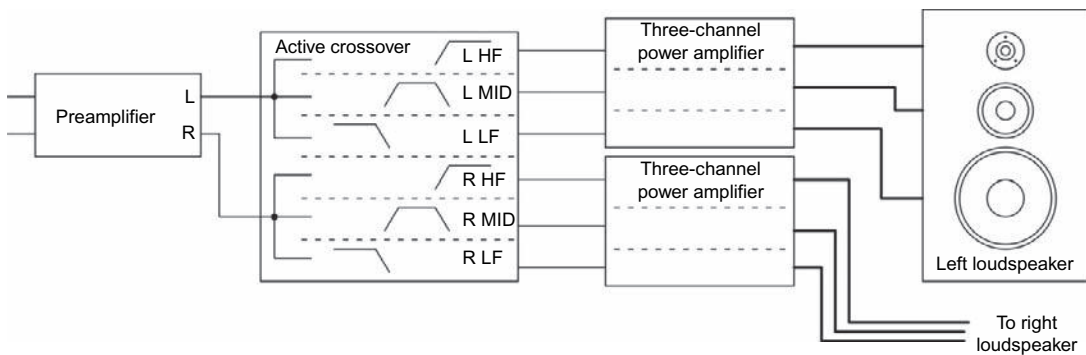 Preamplifier
L
R
Active crossover
L HF
L MID
L LF
R HF
R MID
R LF
Three-channel
power amplifier
Three-channel
power amplifier
Left loudspeaker
To right
loudspeaker